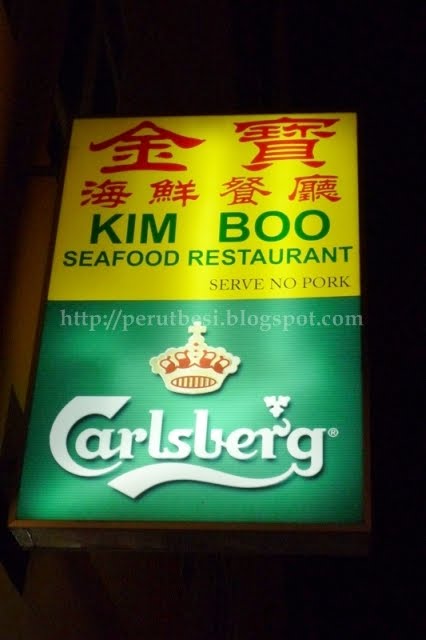 金 寶
海鮮餐廳
KIM BOO
SEAFOOD RESTAURANT
SERVE NO PORK
http://perutbesi.blogspot.com
Carlsberg®